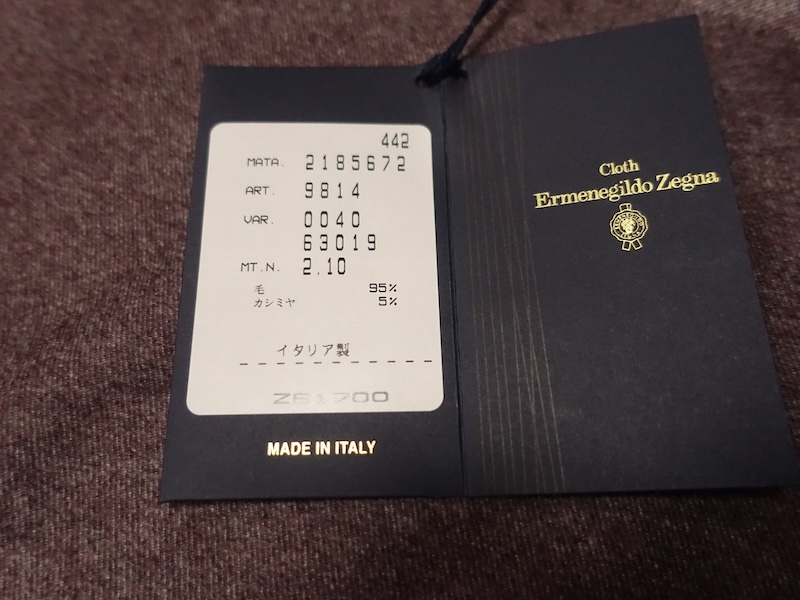 442
MATA. 2185672
ART. 9814
VAR. 0040
63019
MT.N. 2.10
毛 95%
カシミヤ 5%
イタリア製
MADE IN ITALY
Cloth
Ermenegildo Zegna